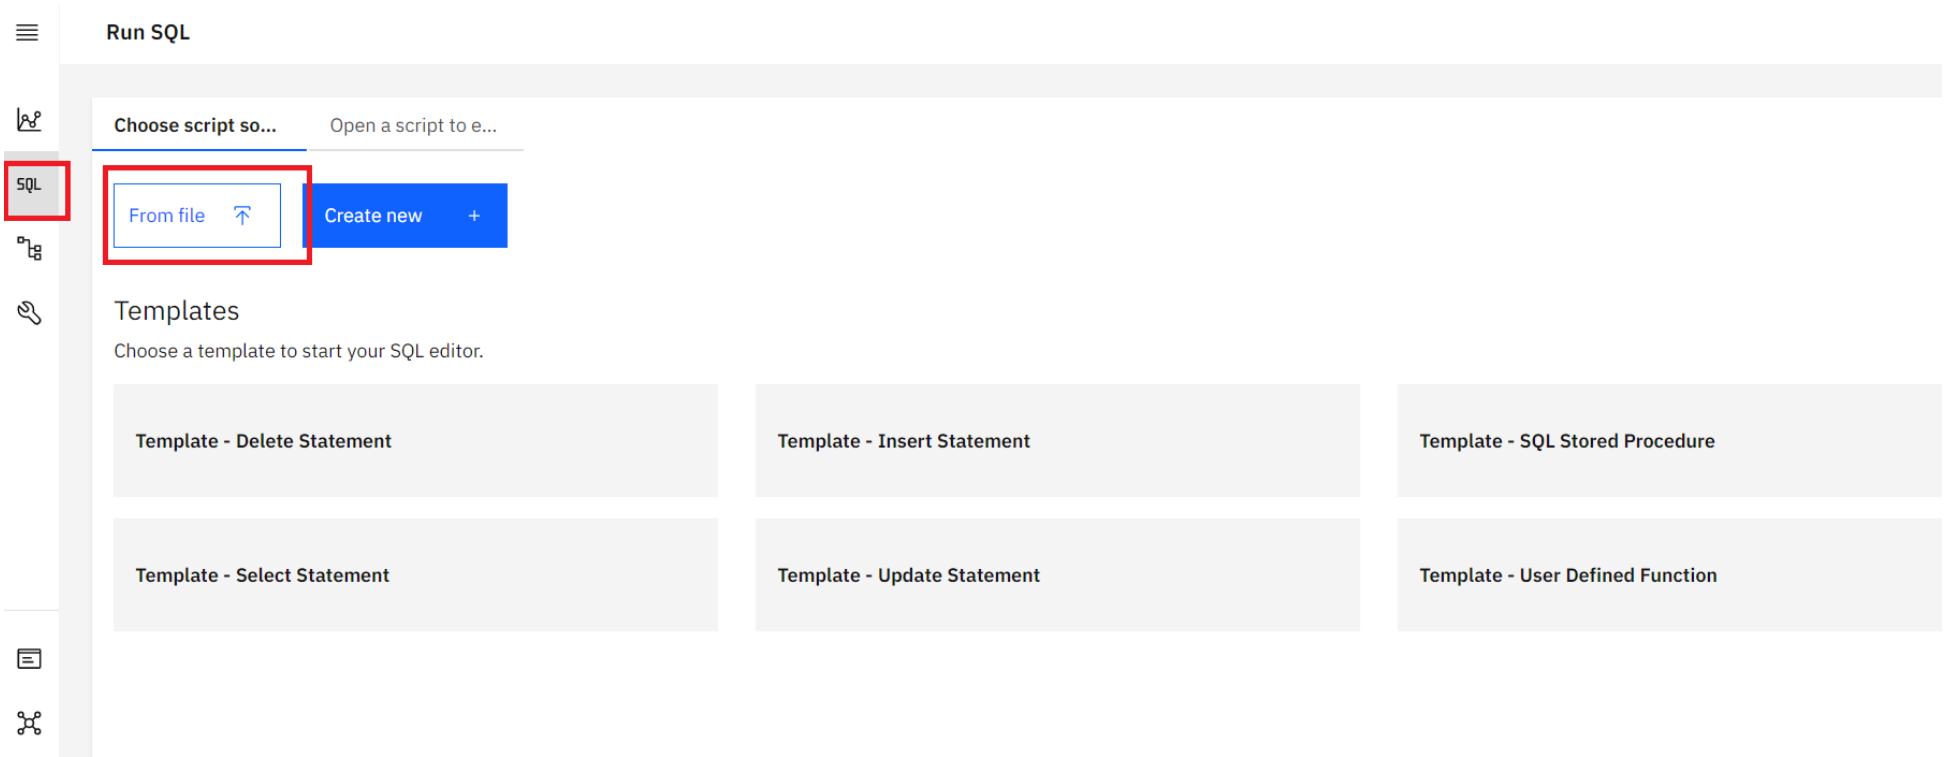 Run SQL
Choose script so...
Open a script to e...
SQL
From file
Create new +
Templates
Choose a template to start your SQL editor.
Template - Delete Statement
Template - Insert Statement
Template - SQL Stored Procedure
Template - Select Statement
Template - Update Statement
Template - User Defined Function